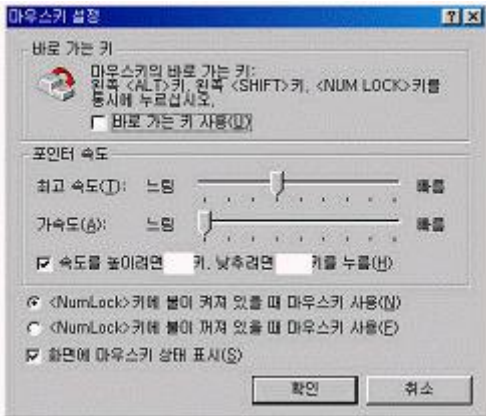 마우스키 설정
바로 가는 키
마우스키의 바로 가는 키:
왼쪽 <ALT>키, 왼쪽 <SHIFT>키, <NUM LOCK>키를
동시에 누르십시오.
바로 가는 키 사용(U)
포인터 속도
최고 속도(T): 느림 빠름
가속도(A): 느림 빠름
속도를 높이려면 키, 낮추려면 키를 누름(H)
<NumLock>키에 불이 켜져 있을 때 마우스키 사용(N)
<NumLock>키에 불이 꺼져 있을 때 마우스키 사용(F)
화면에 마우스키 상태 표시(S)
확인 취소